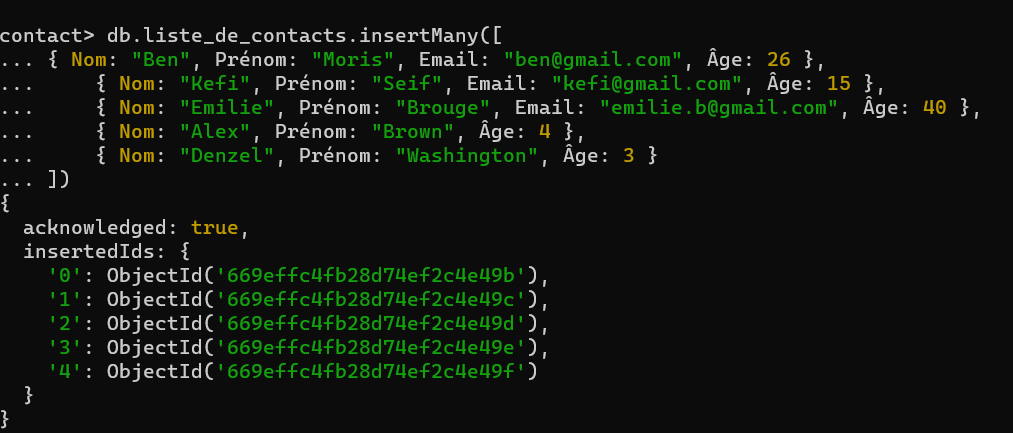 contact> db.liste_de_contacts.insertMany([
... { Nom: "Ben", Prénom: "Moris", Email: "ben@gmail.com", Âge: 26 },
...     { Nom: "Kefi", Prénom: "Seif", Email: "kefi@gmail.com", Âge: 15 },
...     { Nom: "Emilie", Prénom: "Brouge", Email: "emilie.b@gmail.com", Âge: 40 },
...     { Nom: "Alex", Prénom: "Brown", Âge: 4 },
...     { Nom: "Denzel", Prénom: "Washington", Âge: 3 }
... ])
{
  acknowledged: true,
  insertedIds: {
    '0': ObjectId('669effc4fb28d74ef2c4e49b'),
    '1': ObjectId('669effc4fb28d74ef2c4e49c'),
    '2': ObjectId('669effc4fb28d74ef2c4e49d'),
    '3': ObjectId('669effc4fb28d74ef2c4e49e'),
    '4': ObjectId('669effc4fb28d74ef2c4e49f')
  }
}